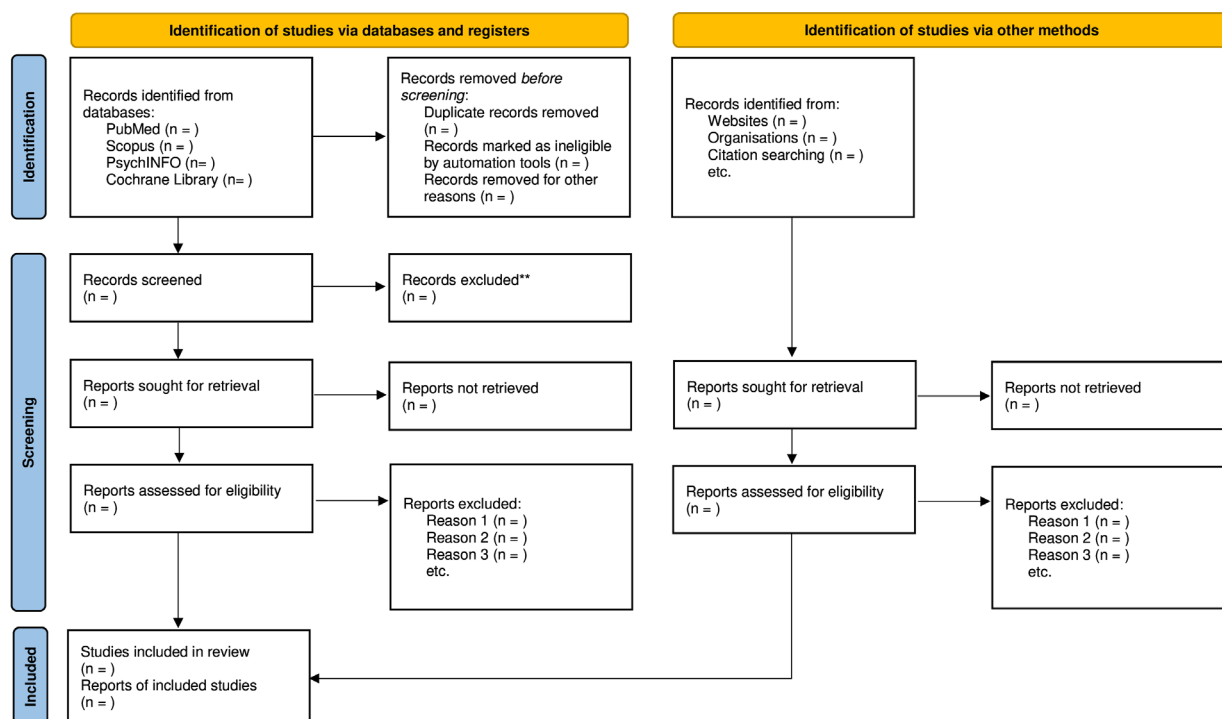 Identification of studies via databases and registers
Identification of studies via other methods
Identification
Records identified from
databases:
PubMed (n = )
Scopus (n = )
PsychINFO (n= )
Cochrane Library (n= )
Records removed before
screening:
Duplicate records removed
(n = )
Records marked as ineligible
by automation tools (n = )
Records removed for other
reasons (n = )
Records identified from:
Websites (n = )
Organisations (n = )
Citation searching (n = )
etc.
Screening
Records screened
(n = )
Records excluded**
(n = )
Reports sought for retrieval
(n = )
Reports not retrieved
(n = )
Reports sought for retrieval
(n = )
Reports not retrieved
(n = )
Reports assessed for eligibility
(n = )
Reports excluded:
Reason 1 (n = )
Reason 2 (n = )
Reason 3 (n = )
etc.
Reports assessed for eligibility
(n = )
Reports excluded:
Reason 1 (n = )
Reason 2 (n = )
Reason 3 (n = )
etc.
Included
Studies included in review
(n = )
Reports of included studies
(n = )